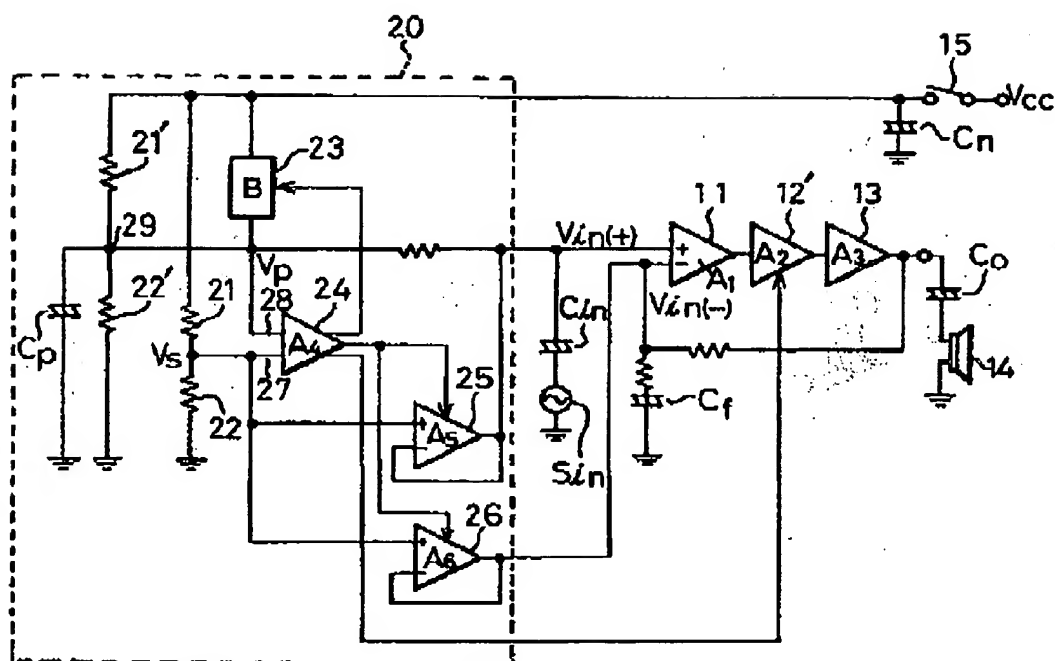 20
15
Vcc
Cn
21'
23
B
29
Vp
28
24
A4
27
Cp
22'
21
Vs
22
25
A5
26
A6
Vin(+)
11
+
−
A1
Vin(−)
12'
A2
13
A3
Co
14
Cin
Sin
Cf
+
+